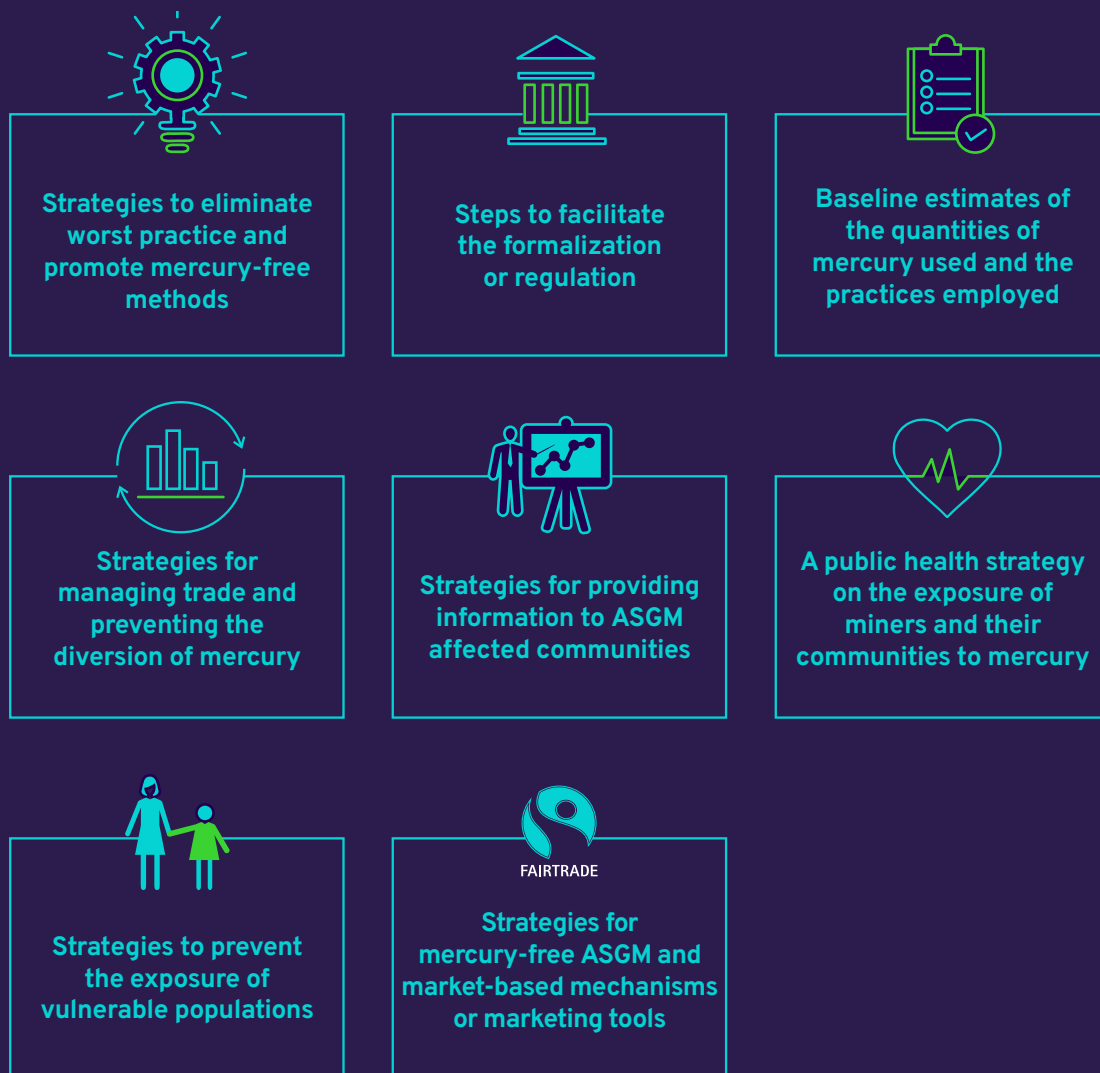 Strategies to eliminate
worst practice and
promote mercury-free
methods
Steps to facilitate
the formalization
or regulation
Baseline estimates of
the quantities of
mercury used and the
practices employed
Strategies for
managing trade and
preventing the
diversion of mercury
Strategies for providing
information to ASGM
affected communities
A public health strategy
on the exposure of
miners and their
communities to mercury
Strategies to prevent
the exposure of
vulnerable populations
FAIRTRADE
Strategies for
mercury-free ASGM and
market-based mechanisms
or marketing tools